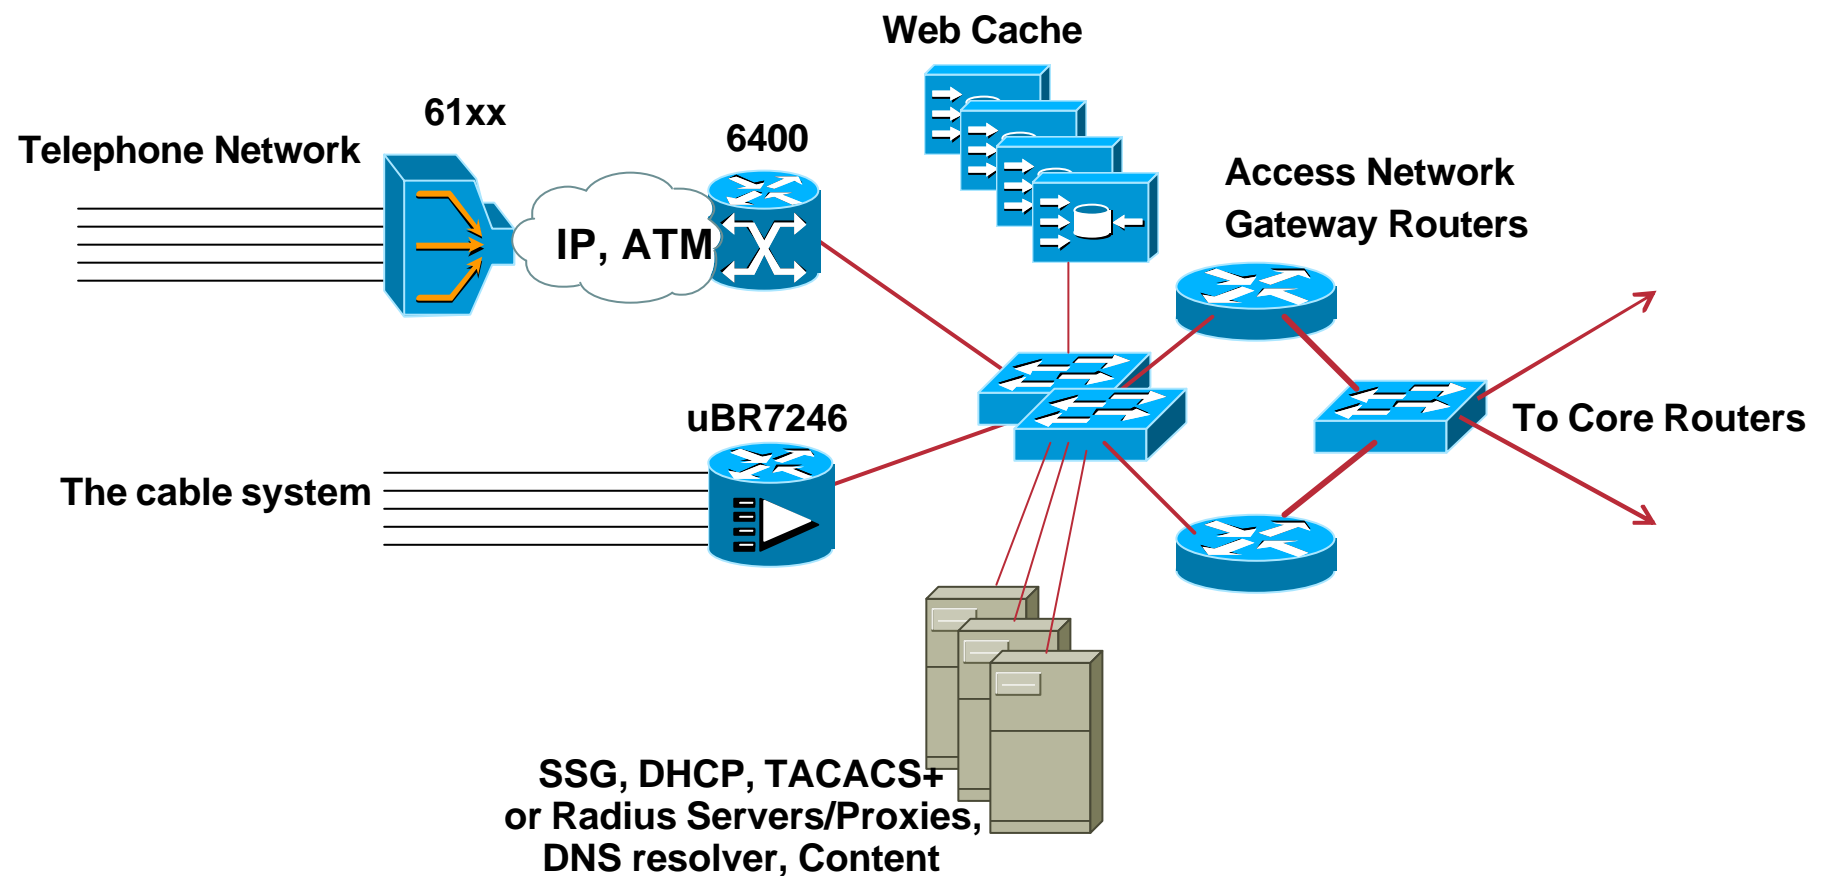 Web Cache
61xx
6400
Telephone Network
Access Network
Gateway Routers
IP, ATM
uBR7246
To Core Routers
The cable system
SSG, DHCP, TACACS+
or Radius Servers/Proxies,
DNS resolver, Content